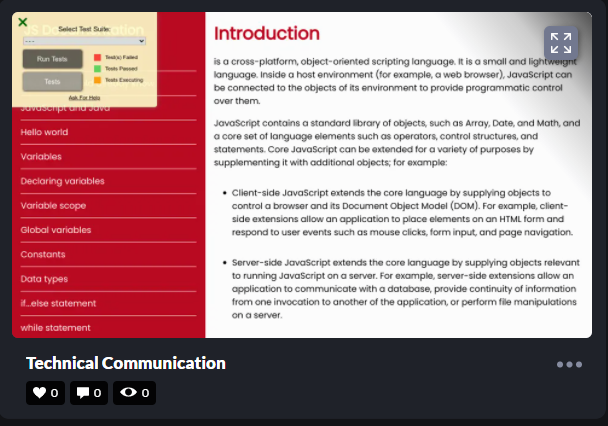 JS Documentation
Select Test Suite:
---
Run Tests
Test(s) Failed
Tests Passed
Tests
Tests Executing
Ask For Help
JavaScript and Java
Hello world
Variables
Declaring variables
Variable scope
Global variables
Constants
Data types
if...else statement
while statement
Introduction
is a cross-platform, object-oriented scripting language. It is a small and lightweight
language. Inside a host environment (for example, a web browser), JavaScript can
be connected to the objects of its environment to provide programmatic control
over them.
JavaScript contains a standard library of objects, such as Array, Date, and Math, and
a core set of language elements such as operators, control structures, and
statements. Core JavaScript can be extended for a variety of purposes by
supplementing it with additional objects; for example:
• Client-side JavaScript extends the core language by supplying objects to
control a browser and its Document Object Model (DOM). For example, client-
side extensions allow an application to place elements on an HTML form and
respond to user events such as mouse clicks, form input, and page navigation.
• Server-side JavaScript extends the core language by supplying objects relevant
to running JavaScript on a server. For example, server-side extensions allow an
application to communicate with a database, provide continuity of information
from one invocation to another of the application, or perform file manipulations
on a server.
Technical Communication
0 0 0